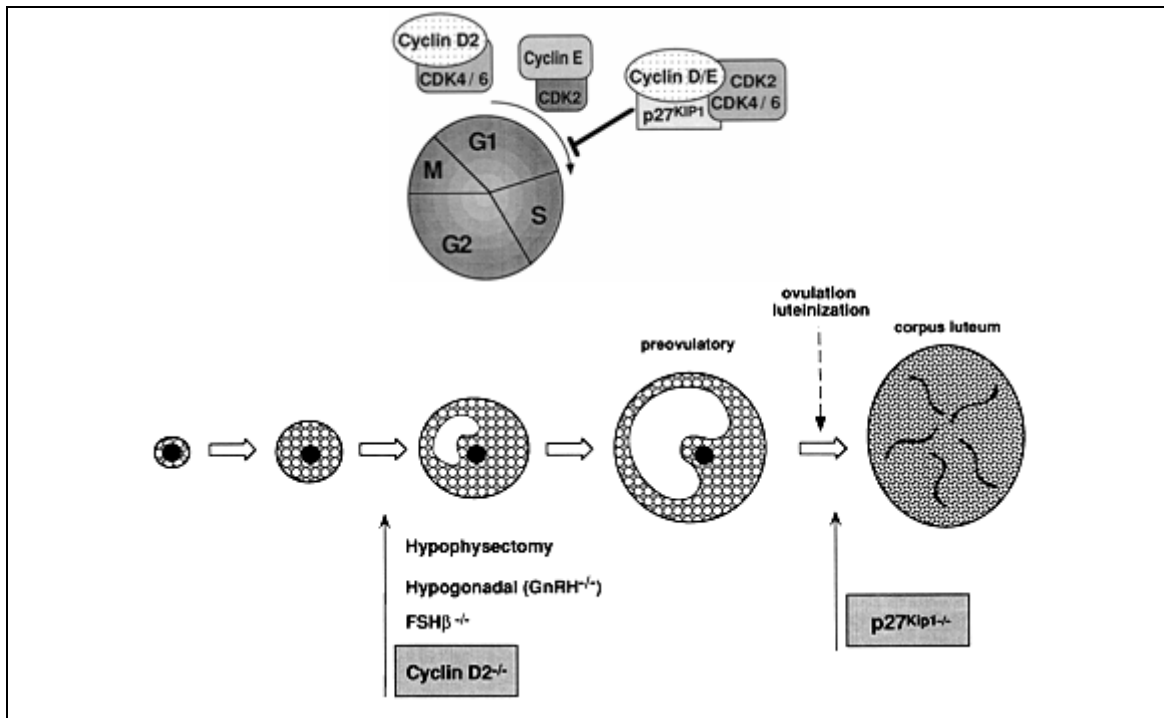 Cyclin D2
CDK4 / 6
Cyclin E
CDK2
Cyclin D/E
p27KIP1
CDK2
CDK4 / 6
G1
M
S
G2
ovulation
luteinization
preovulatory
corpus luteum
Hypophysectomy
Hypogonadal (GnRH-/-)
FSHβ -/-
Cyclin D2-/-
p27Kip1-/-